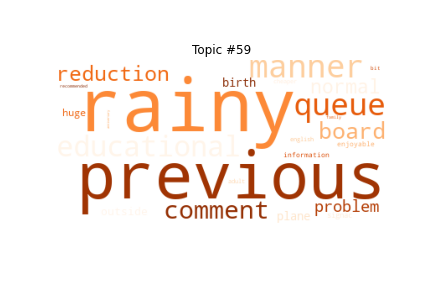 Topic #59
manner
bit
reduction
birth
normal
recommended
rainy
queue
huge
board
educational
enjoyable
english
information
previous
comment
problem
outside
plane